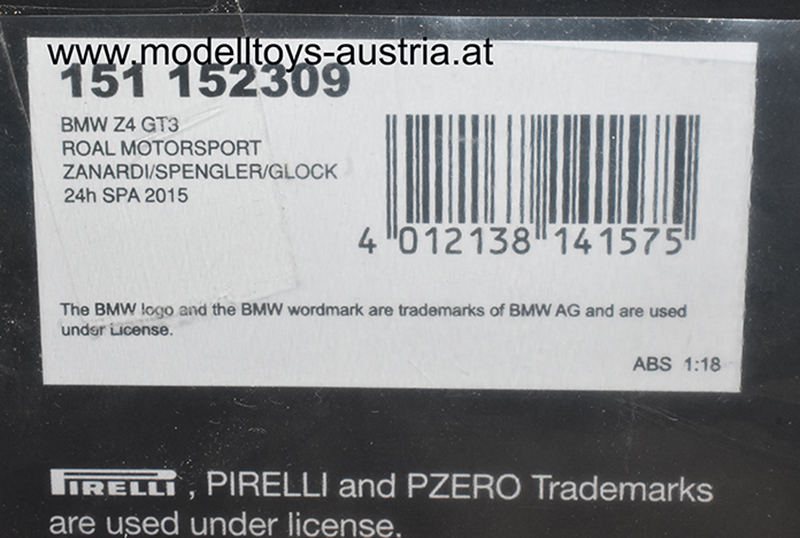 www.modelltoys-austria.at
151 152309
BMW Z4 GT3
ROAL MOTORSPORT
ZANARDI/SPENGLER/GLOCK
24h SPA 2015
4 012138 141575
The BMW logo and the BMW wordmark are trademarks of BMW AG and are used
under License.
ABS 1:18
PIRELLI , PIRELLI and PZERO Trademarks
are used under license.